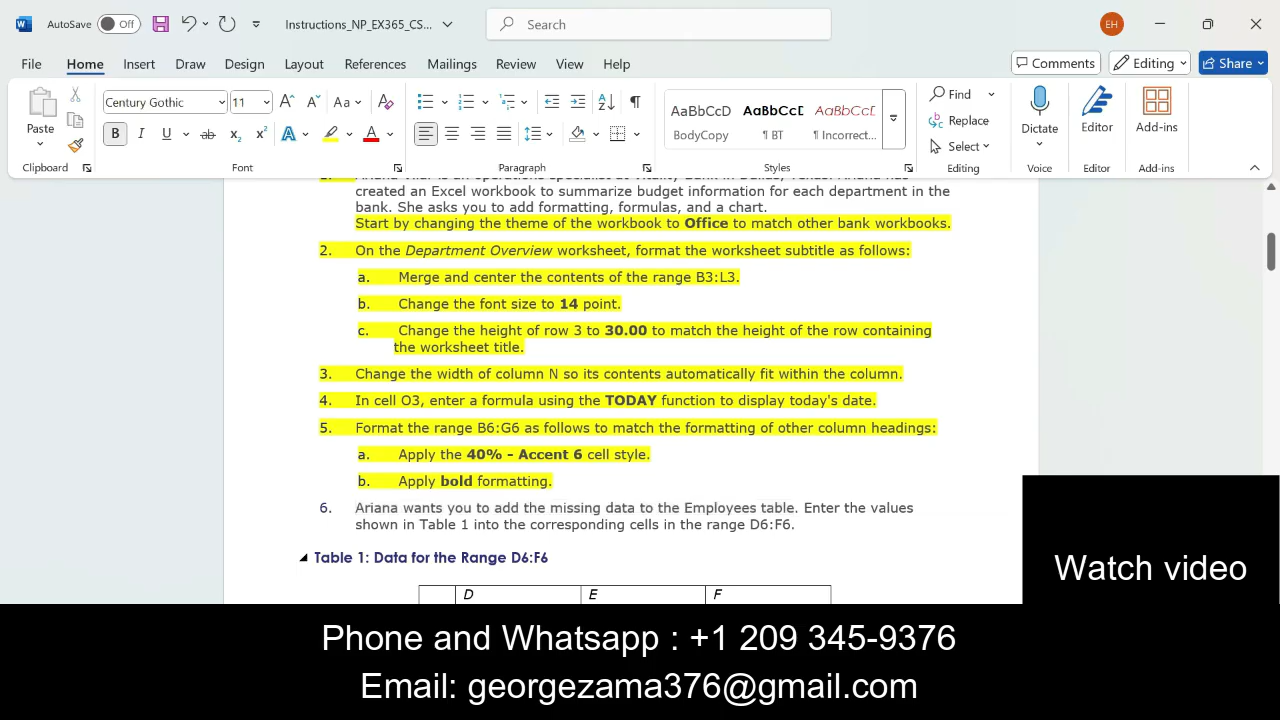 AutoSave Off Instructions_NP_EX365_CS... Search EH
File Home Insert Draw Design Layout References Mailings Review View Help Comments Editing Share
Century Gothic 11 Aa AaBbCcD AaBbCcE AaBbCcD Find
Paste B I U ab x₂ x² A A BodyCopy ¶ BT ¶ Incorrect... Replace Dictate Editor Add-ins
Select
Clipboard Font Paragraph Styles Editing Voice Editor Add-ins
created an Excel workbook to summarize budget information for each department in the
bank. She asks you to add formatting, formulas, and a chart.
Start by changing the theme of the workbook to Office to match other bank workbooks.
2. On the Department Overview worksheet, format the worksheet subtitle as follows:
a. Merge and center the contents of the range B3:L3.
b. Change the font size to 14 point.
c. Change the height of row 3 to 30.00 to match the height of the row containing
the worksheet title.
3. Change the width of column N so its contents automatically fit within the column.
4. In cell O3, enter a formula using the TODAY function to display today's date.
5. Format the range B6:G6 as follows to match the formatting of other column headings:
a. Apply the 40% - Accent 6 cell style.
b. Apply bold formatting.
6. Ariana wants you to add the missing data to the Employees table. Enter the values
shown in Table 1 into the corresponding cells in the range D6:F6.
Table 1: Data for the Range D6:F6
D E F
Watch video
Phone and Whatsapp : +1 209 345-9376
Email: georgezama376@gmail.com